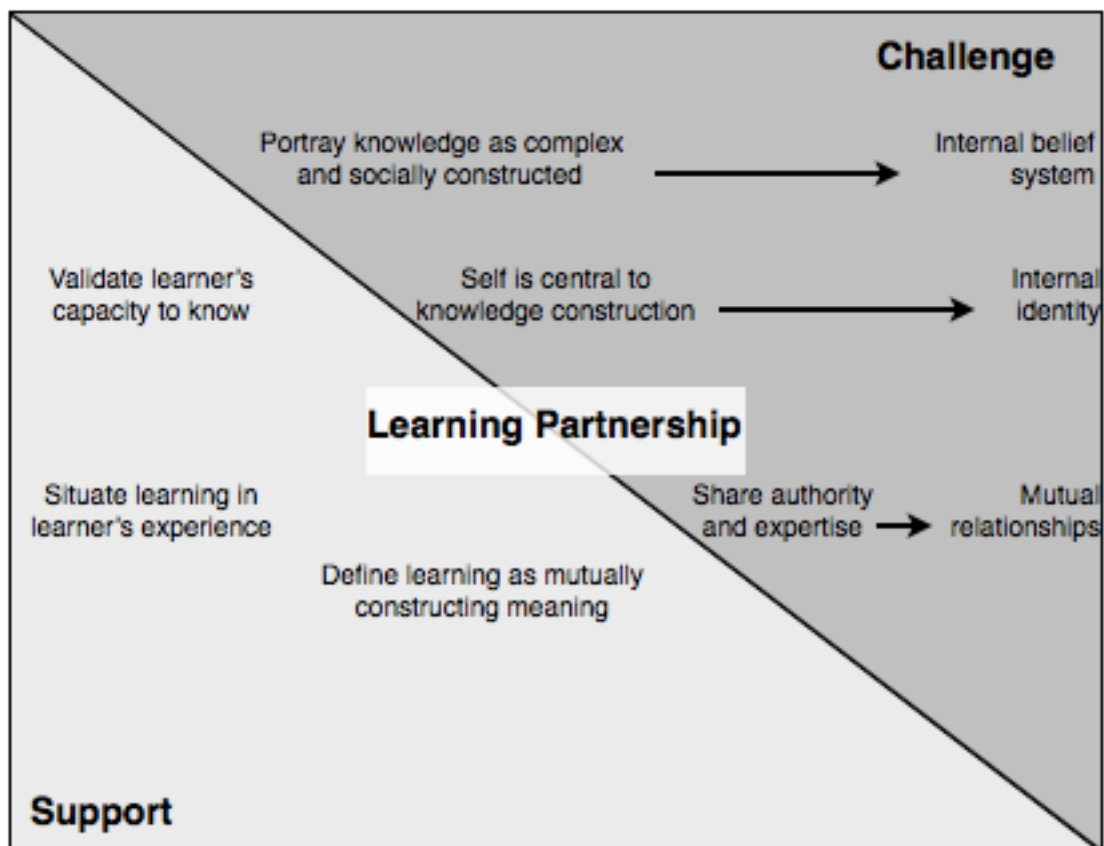 Challenge
Portray knowledge as complex
and socially constructed
Internal belief
system
Validate learner's
capacity to know
Self is central to
knowledge construction
Internal
identity
Learning Partnership
Situate learning in
learner's experience
Share authority
and expertise
Mutual
relationships
Define learning as mutually
constructing meaning
Support